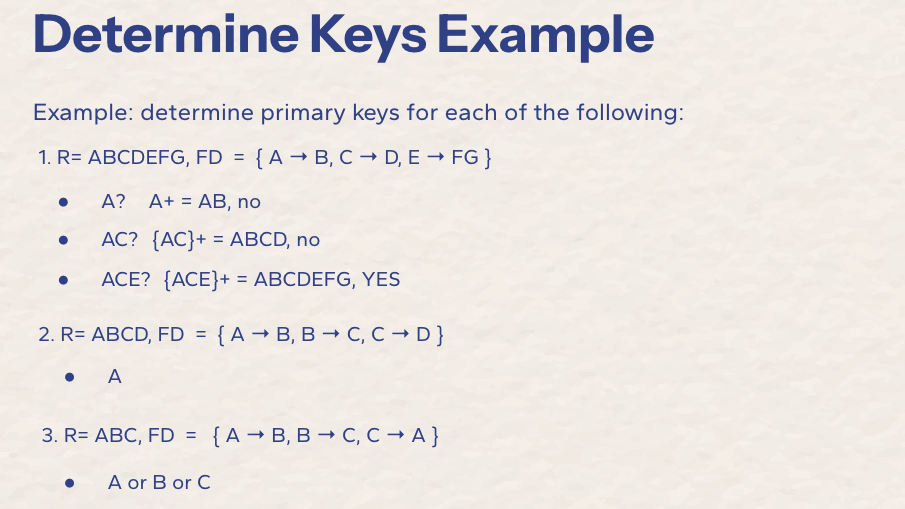 Determine Keys Example
Example: determine primary keys for each of the following:
1. R= ABCDEFG, FD = { A → B, C → D, E → FG }
● A? A+ = AB, no
● AC? {AC}+ = ABCD, no
● ACE? {ACE}+ = ABCDEFG, YES
2. R= ABCD, FD = { A → B, B → C, C → D }
● A
3. R= ABC, FD = { A → B, B → C, C → A }
● A or B or C